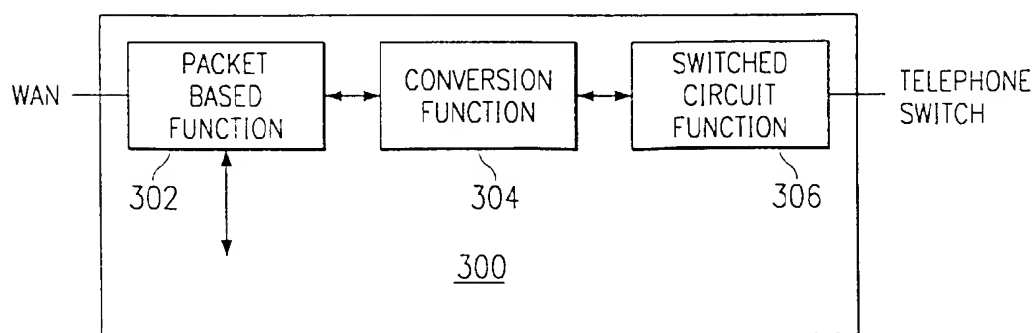 WAN
PACKET
BASED
FUNCTION
302
CONVERSION
FUNCTION
304
SWITCHED
CIRCUIT
FUNCTION
306
TELEPHONE
SWITCH
300